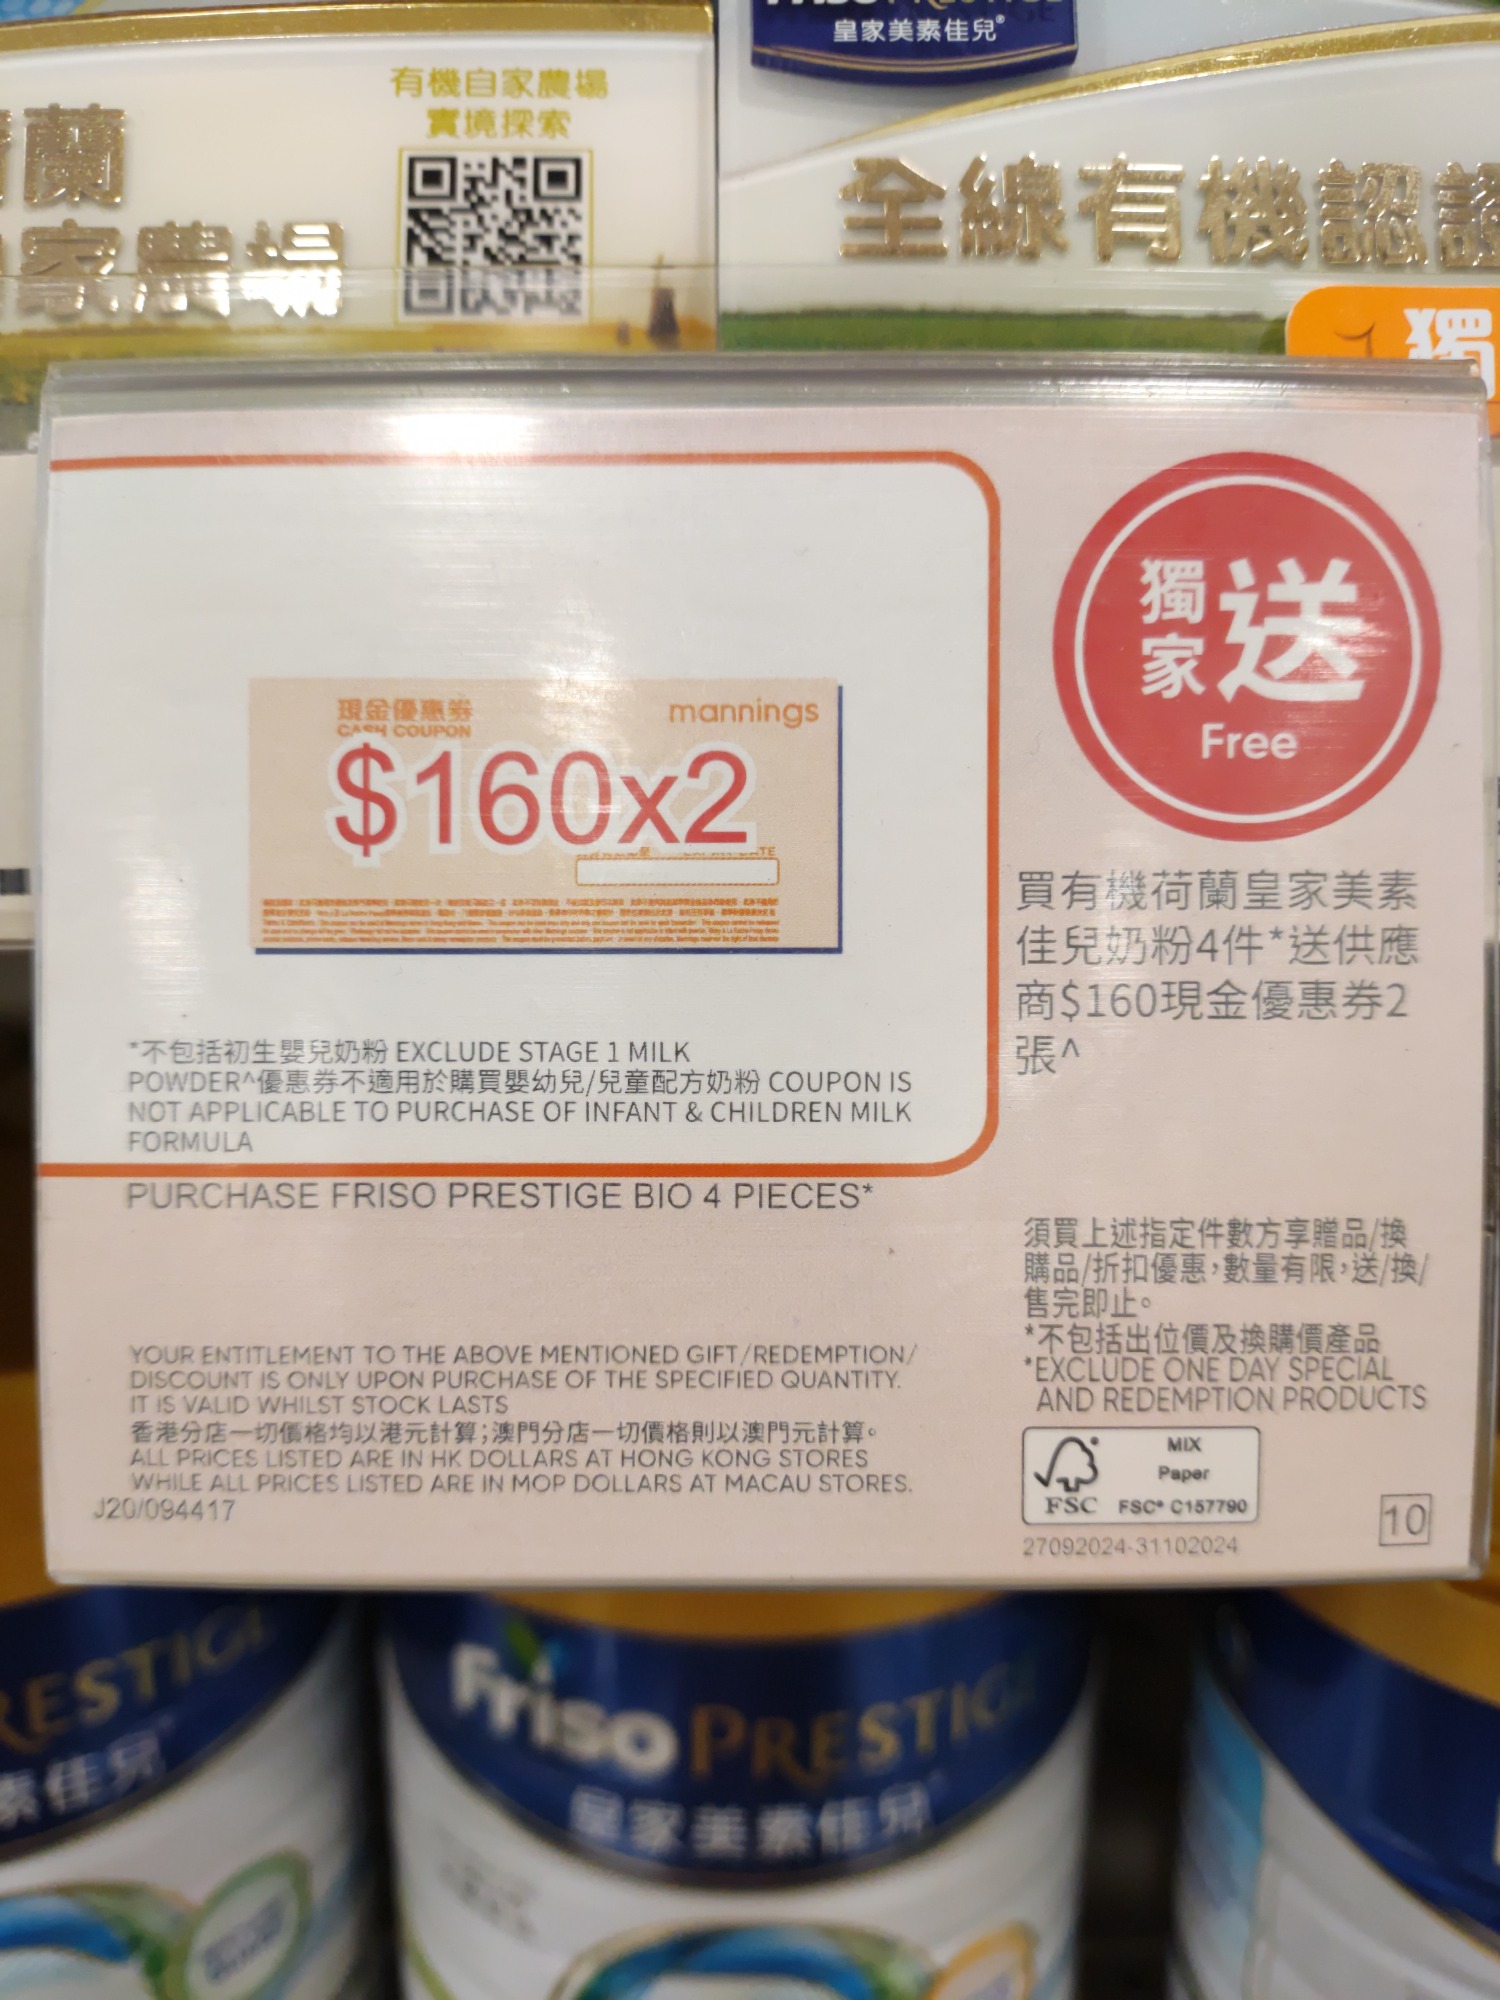 皇家美素佳兒®
有機自家農場
實境探索
蘭
家農場
全線有機認
獨
現金優惠券
CASH COUPON
mannings
$160x2
獨家送
Free
買有機荷蘭皇家美素
佳兒奶粉4件*送供應
商$160現金優惠券2
張^
*不包括初生嬰兒奶粉 EXCLUDE STAGE 1 MILK
POWDER^優惠券不適用於購買嬰幼兒/兒童配方奶粉 COUPON IS
NOT APPLICABLE TO PURCHASE OF INFANT & CHILDREN MILK
FORMULA
PURCHASE FRISO PRESTIGE BIO 4 PIECES*
須買上述指定件數方享贈品/換
購品/折扣優惠，數量有限，送/換/
售完即止。
*不包括出位價及換購價產品
*EXCLUDE ONE DAY SPECIAL
AND REDEMPTION PRODUCTS
YOUR ENTITLEMENT TO THE ABOVE MENTIONED GIFT/REDEMPTION/
DISCOUNT IS ONLY UPON PURCHASE OF THE SPECIFIED QUANTITY.
IT IS VALID WHILST STOCK LASTS
香港分店一切價格均以港元計算；澳門分店一切價格則以澳門元計算。
ALL PRICES LISTED ARE IN HK DOLLARS AT HONG KONG STORES
WHILE ALL PRICES LISTED ARE IN MOP DOLLARS AT MACAU STORES.
J20/094417
MIX
Paper
FSC FSC® C157790
27092024-31102024
10
RESTIGE
素佳兒
Friso PRESTIGE
皇家美素佳兒